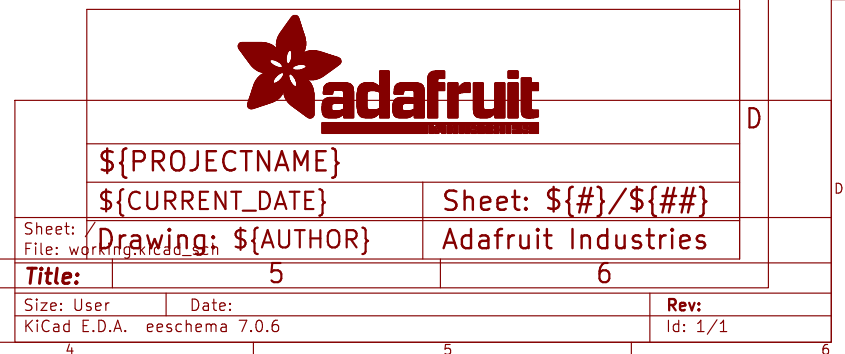 adafruit
D
${PROJECTNAME}
${CURRENT_DATE} Sheet: ${#}/${##}
D
Sheet: /
Drawing: ${AUTHOR} Adafruit Industries
File: working.kicad_sch
Title: 5 6
Size: User Date: Rev:
KiCad E.D.A. eeschema 7.0.6 Id: 1/1
4 5 6